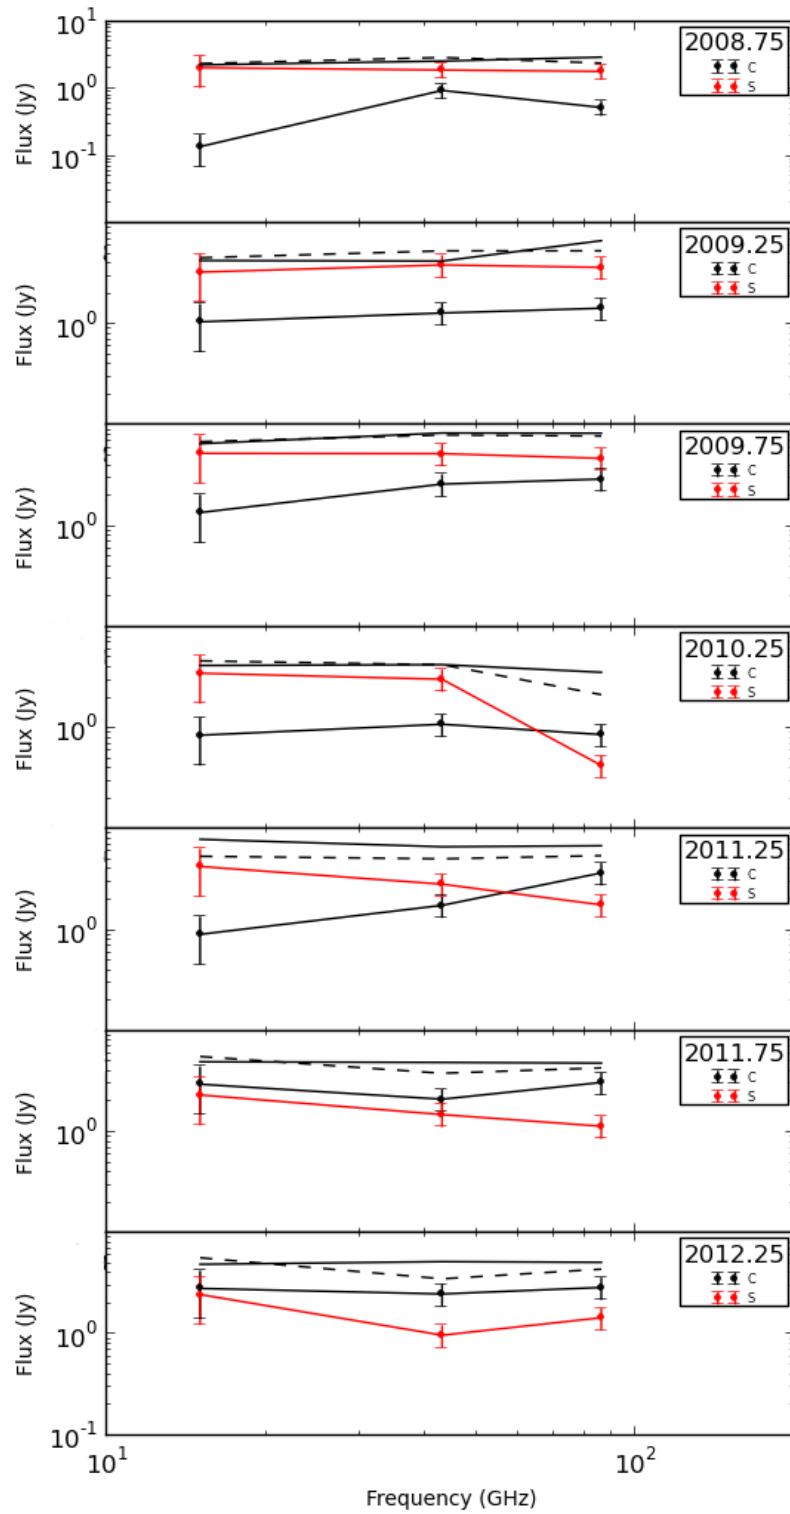 10^1
10^0
10^-1
Flux (Jy)
2008.75
C
S
10^0
Flux (Jy)
2009.25
C
S
10^0
Flux (Jy)
2009.75
C
S
10^0
Flux (Jy)
2010.25
C
S
10^0
Flux (Jy)
2011.25
C
S
10^0
Flux (Jy)
2011.75
C
S
10^0
10^-1
Flux (Jy)
2012.25
C
S
10^1
10^2
Frequency (GHz)